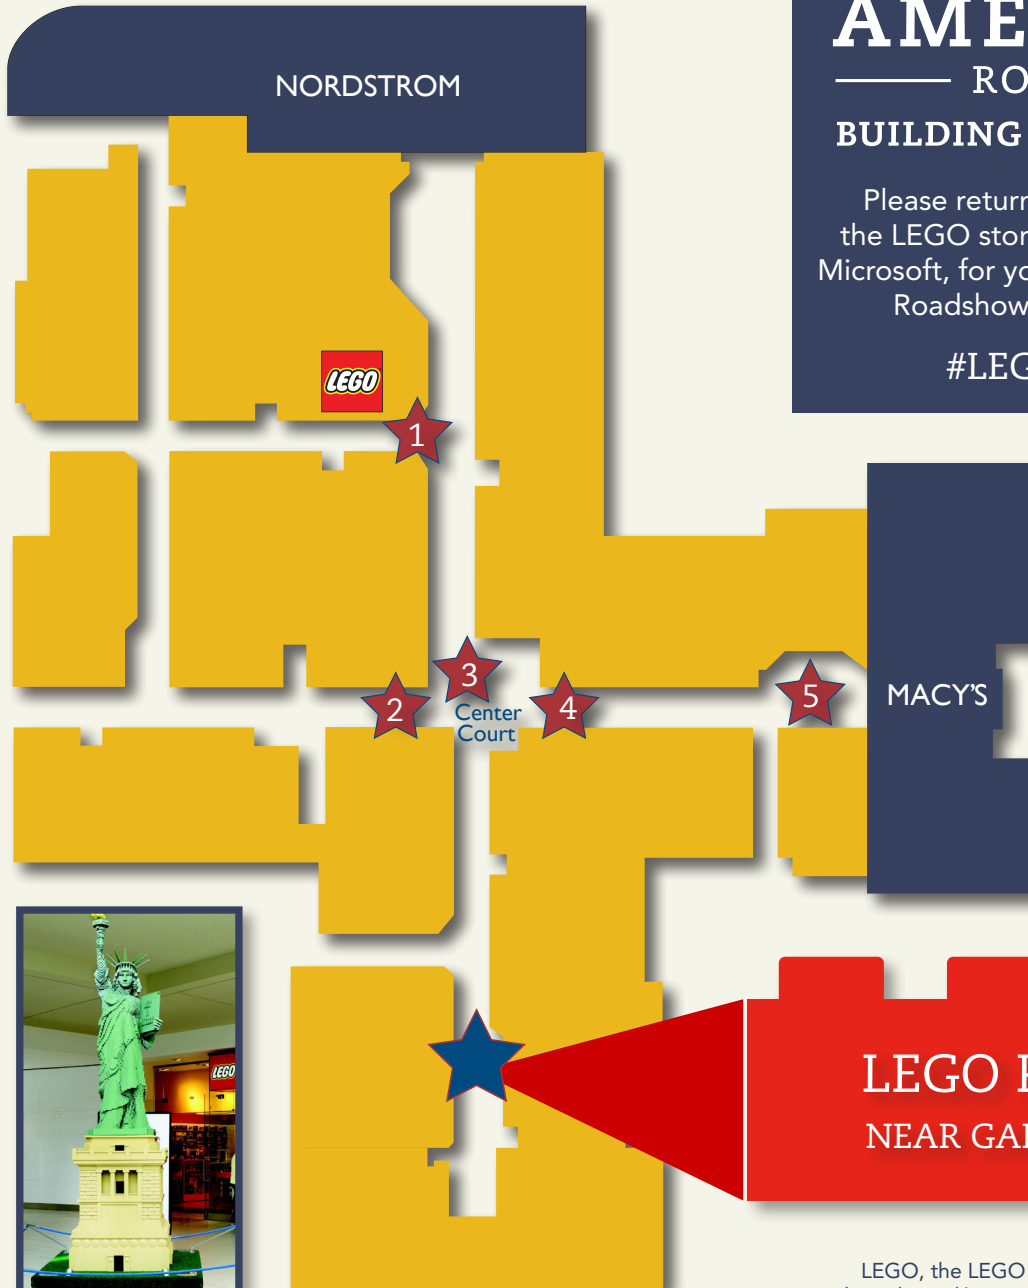 NORDSTROM
AME
RO
BUILDING
Please return
the LEGO stor
Microsoft, for yo
Roadshow
#LEG
LEGO
1
2
3
Center
Court
4
5
MACY'S
LEGO
LEGO
NEAR GA
LEGO, the LEGO